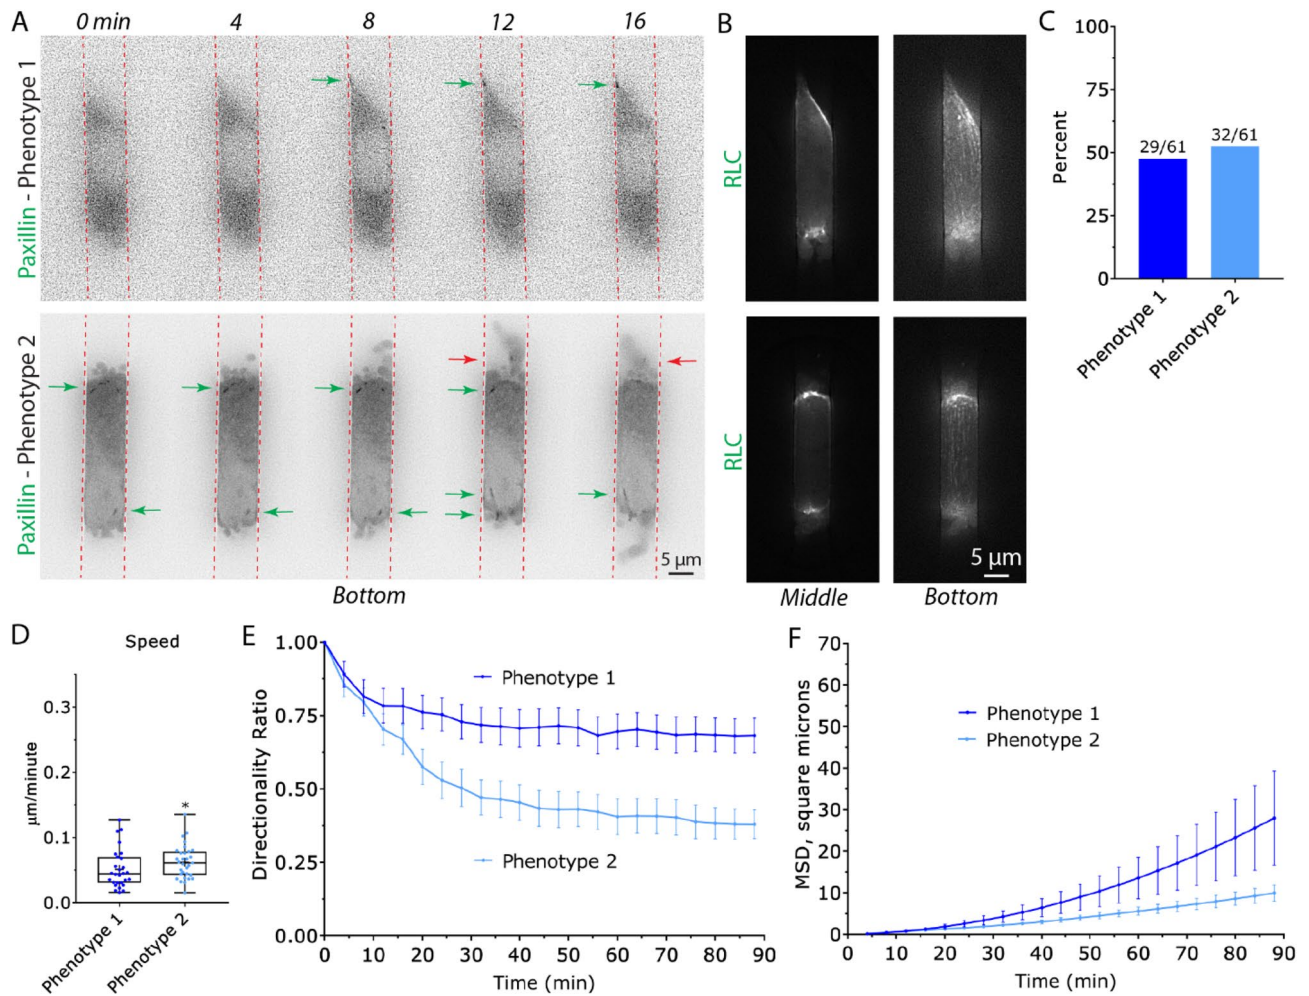 A
0 min 4 8 12 16
Paxillin - Phenotype 1
Paxillin - Phenotype 2
5 µm
Bottom
B
RLC
RLC
5 µm
Middle Bottom
C
100
75
50
25
0
Percent
29/61
32/61
Phenotype 1
Phenotype 2
D
Speed
µm/minute
0.3
0.2
0.1
0.0
*
Phenotype 1
Phenotype 2
E
Directionality Ratio
1.00
0.75
0.50
0.25
0.00
Phenotype 1
Phenotype 2
0 10 20 30 40 50 60 70 80 90
Time (min)
F
MSD, square microns
70
60
50
40
30
20
10
0
Phenotype 1
Phenotype 2
0 10 20 30 40 50 60 70 80 90
Time (min)